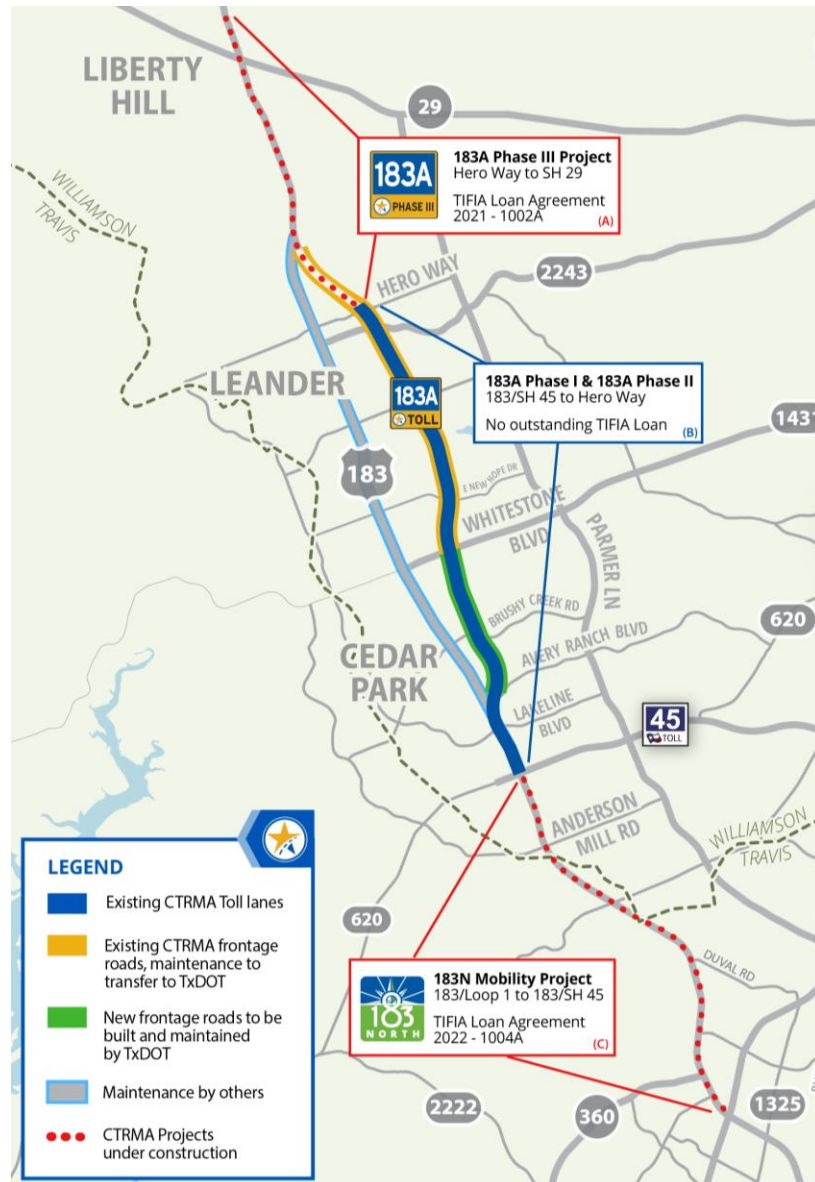 LIBERTY
HILL
29
WILLIAMSON
TRAVIS
183A
PHASE III
183A Phase III Project
Hero Way to SH 29
TIFIA Loan Agreement
2021 - 1002A
(A)
HERO WAY
2243
LEANDER
183A
TOLL
183A Phase I & 183A Phase II
183/SH 45 to Hero Way
No outstanding TIFIA Loan
(B)
1431
183
E NEW HOPE DR
WHITESTONE
BLVD
PARMER LN
BRUSHY CREEK RD
620
AVERY RANCH BLVD
CEDAR
PARK
LAKELINE
BLVD
45
TOLL
ANDERSON
MILL RD
WILLIAMSON
TRAVIS
LEGEND
Existing CTRMA Toll lanes
Existing CTRMA frontage
roads, maintenance to
transfer to TxDOT
New frontage roads to be
built and maintained
by TxDOT
Maintenance by others
CTRMA Projects
under construction
620
DUVAL RD
183
NORTH
183N Mobility Project
183/Loop 1 to 183/SH 45
TIFIA Loan Agreement
2022 - 1004A
(C)
2222
360
1325